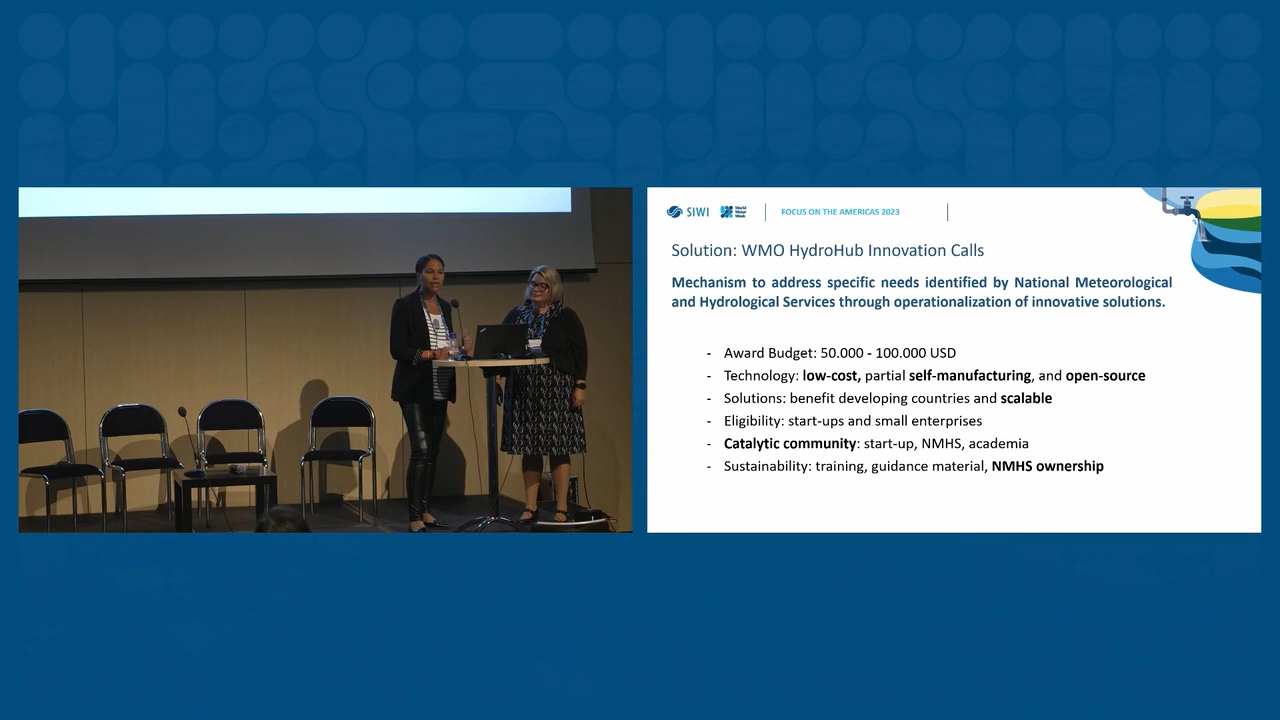 SIWI
World
Water
Week
FOCUS ON THE AMERICAS 2023
Solution: WMO HydroHub Innovation Calls
Mechanism to address specific needs identified by National Meteorological
and Hydrological Services through operationalization of innovative solutions.
- Award Budget: 50.000 - 100.000 USD
- Technology: low-cost, partial self-manufacturing, and open-source
- Solutions: benefit developing countries and scalable
- Eligibility: start-ups and small enterprises
- Catalytic community: start-up, NMHS, academia
- Sustainability: training, guidance material, NMHS ownership